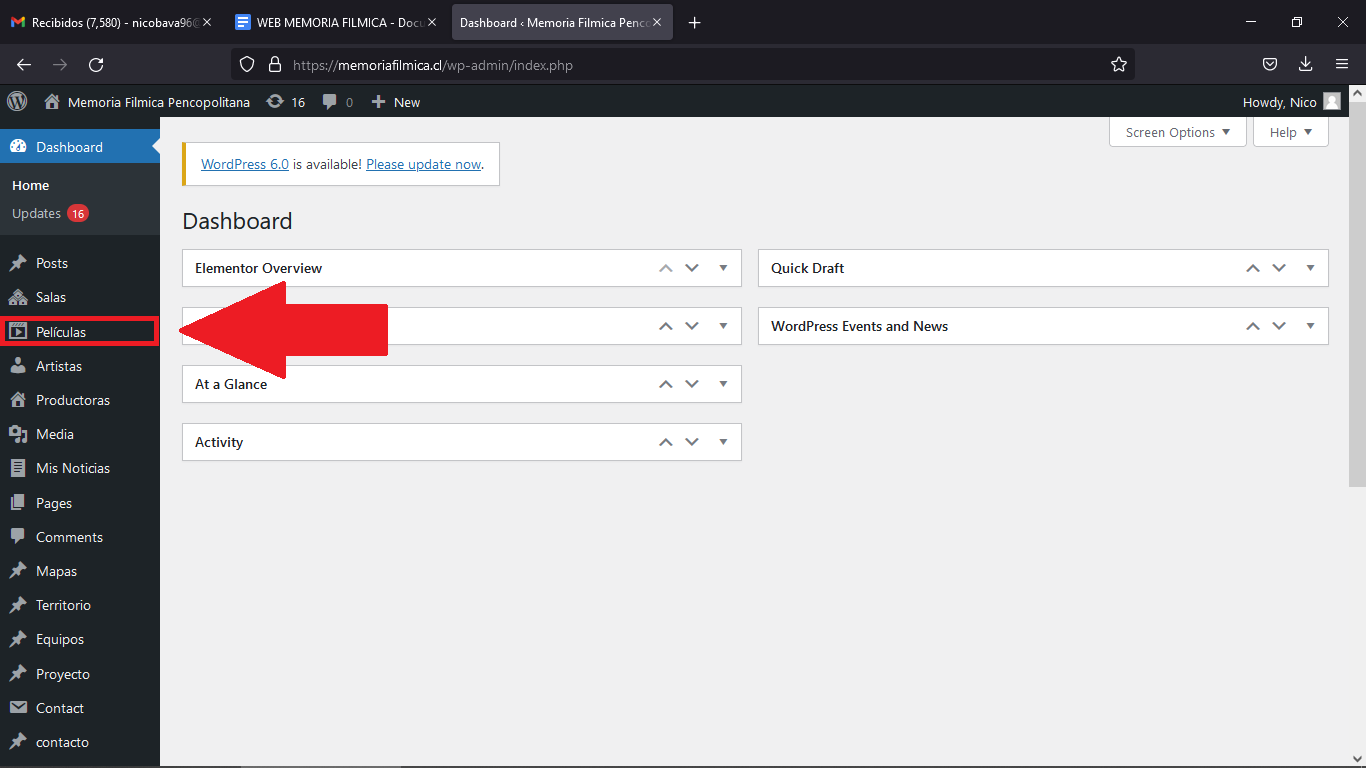 Recibidos (7,580) - nicobava96@
WEB MEMORIA FILMICA - Docu
Dashboard ‹ Memoria Filmica Penco
https://memoriafilmica.cl/wp-admin/index.php
Memoria Filmica Pencopolitana
16
0
New
Howdy, Nico
Dashboard
Home
Updates 16
Posts
Salas
Películas
Artistas
Productoras
Media
Mis Noticias
Pages
Comments
Mapas
Territorio
Equipos
Proyecto
Contact
contacto
Screen Options
Help
WordPress 6.0 is available! Please update now.
Dashboard
Elementor Overview
At a Glance
Activity
Quick Draft
WordPress Events and News